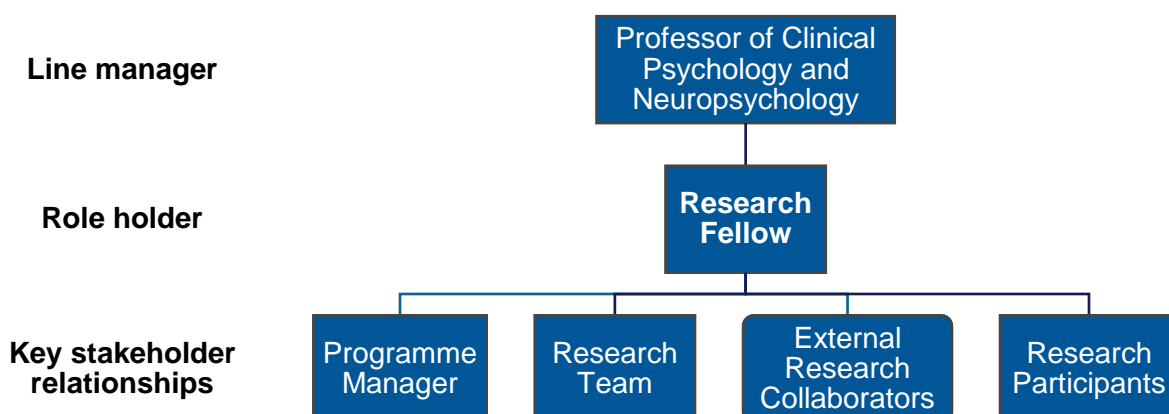 Line manager
Professor of Clinical
Psychology and
Neuropsychology
Role holder
Research
Fellow
Key stakeholder
relationships
Programme
Manager
Research
Team
External
Research
Collaborators
Research
Participants